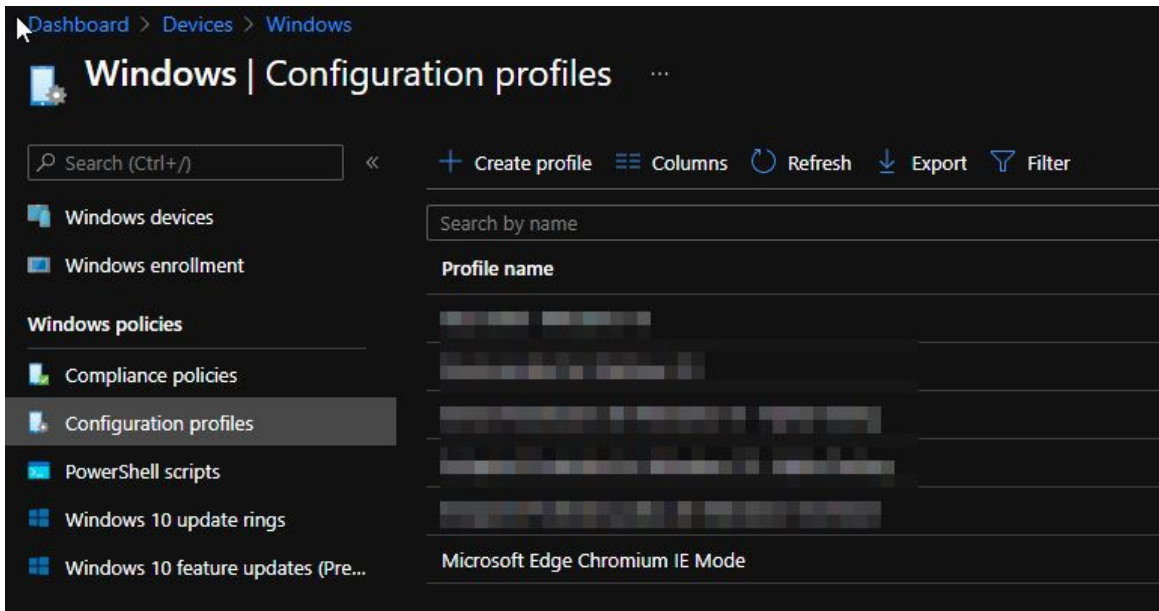 Dashboard > Devices > Windows
Windows | Configuration profiles ...
Search (Ctrl+/)
«
Create profile
Columns
Refresh
Export
Filter
Windows devices
Windows enrollment
Windows policies
Compliance policies
Configuration profiles
PowerShell scripts
Windows 10 update rings
Windows 10 feature updates (Pre...
Search by name
Profile name
Microsoft Edge Chromium IE Mode